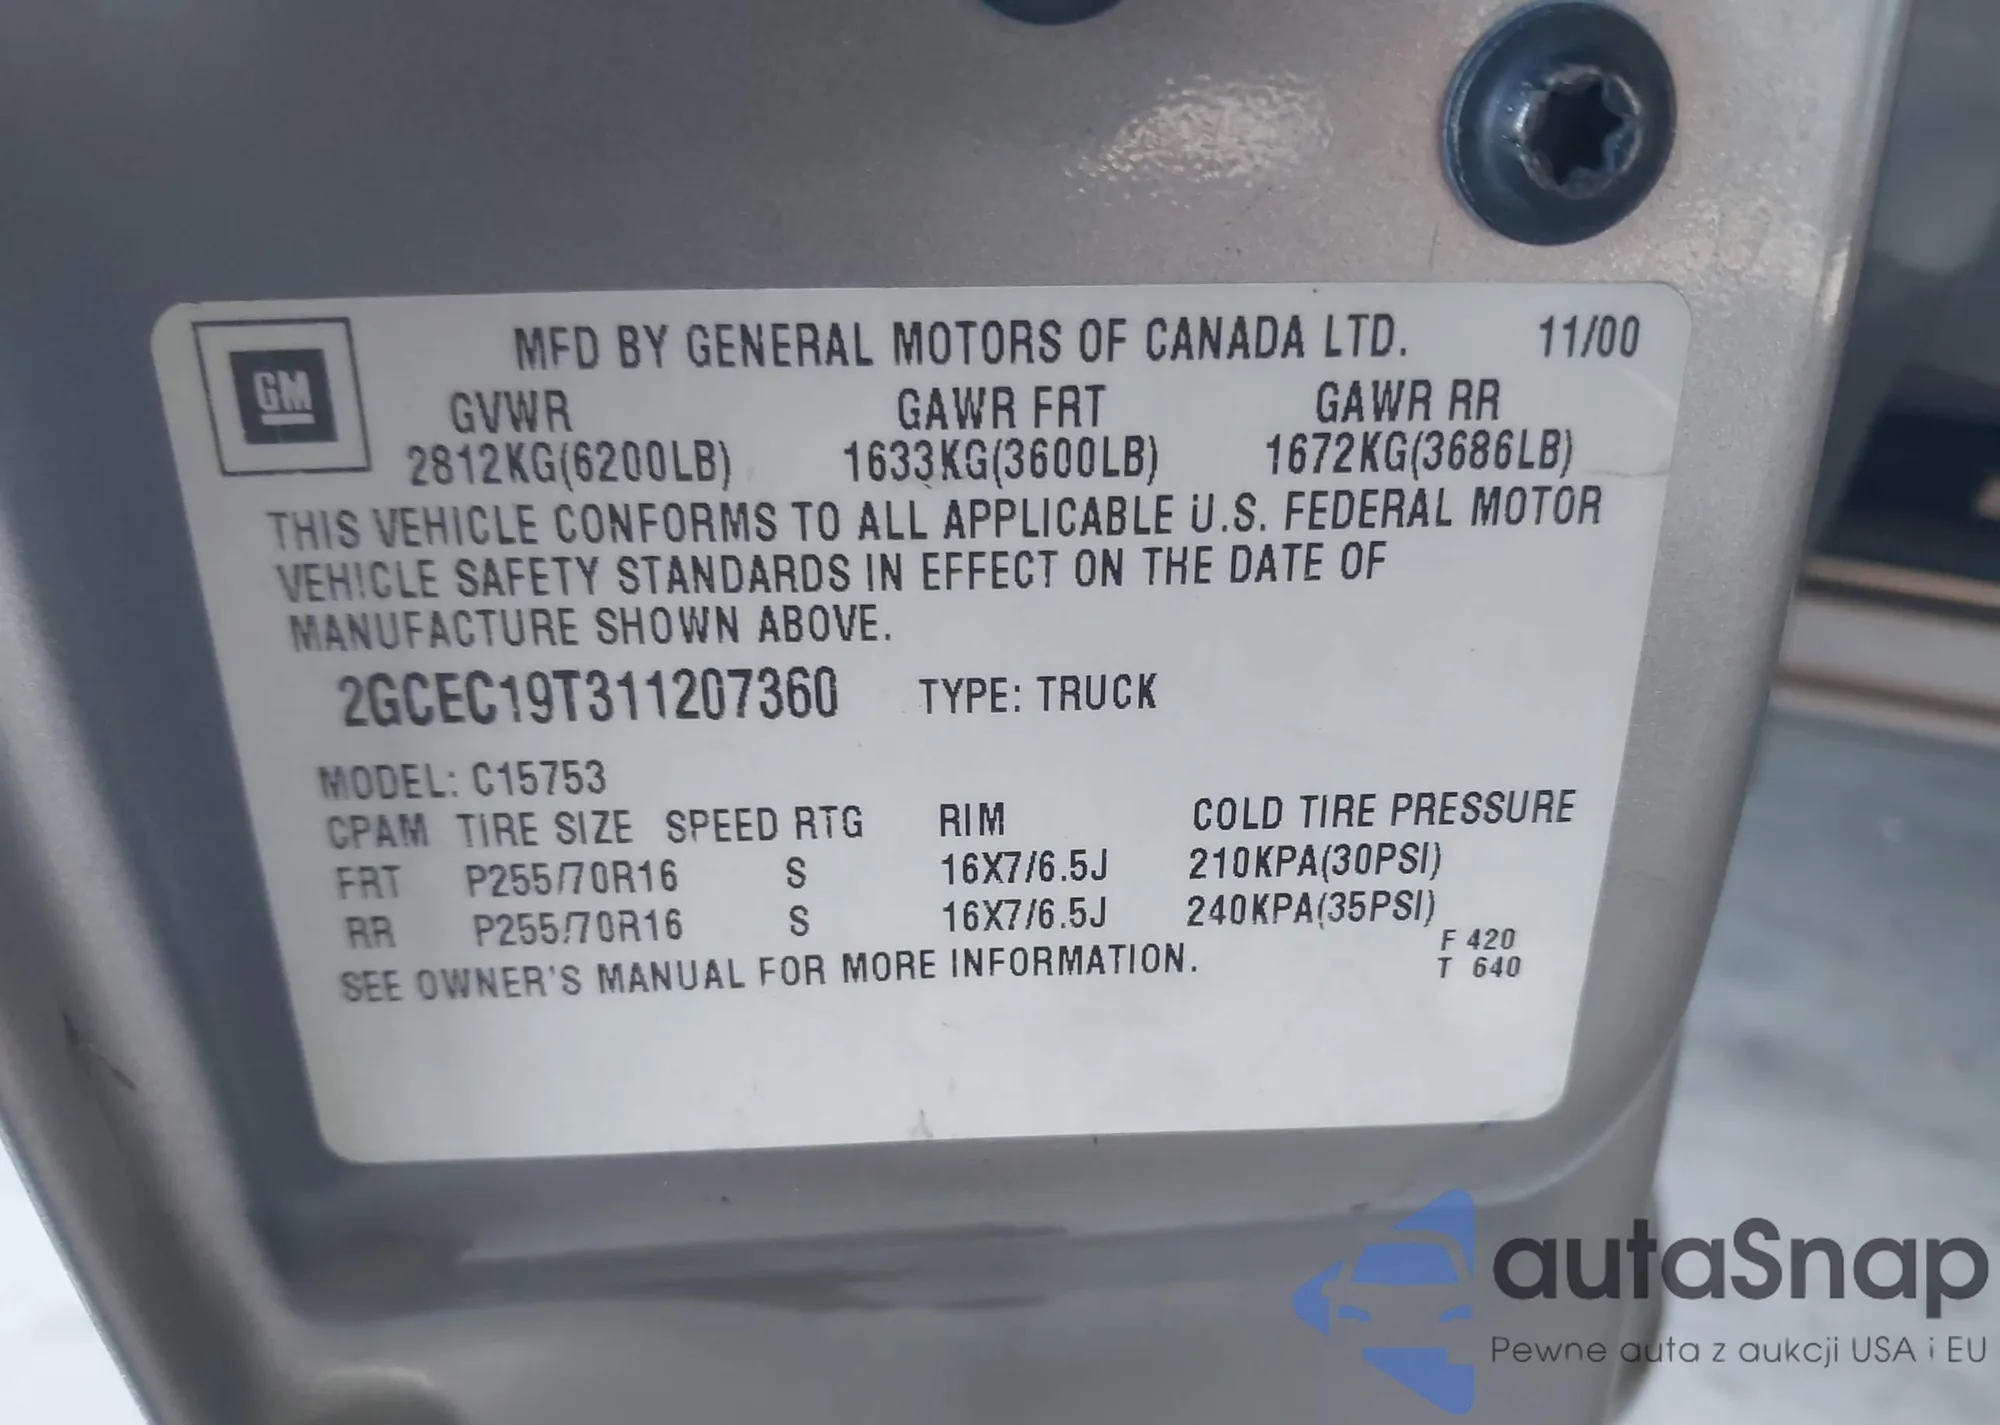 GM
MFD BY GENERAL MOTORS OF CANADA LTD. 11/00
GVWR GAWR FRT GAWR RR
2812KG(6200LB) 1633KG(3600LB) 1672KG(3686LB)
THIS VEHICLE CONFORMS TO ALL APPLICABLE U.S. FEDERAL MOTOR
VEHICLE SAFETY STANDARDS IN EFFECT ON THE DATE OF
MANUFACTURE SHOWN ABOVE.
2GCEC19T311207360 TYPE: TRUCK
MODEL: C15753
CPAM TIRE SIZE SPEED RTG RIM COLD TIRE PRESSURE
FRT P255/70R16 S 16X7/6.5J 210KPA(30PSI)
RR P255/70R16 S 16X7/6.5J 240KPA(35PSI)
F 420
SEE OWNER'S MANUAL FOR MORE INFORMATION. T 640
autaSnap
Pewne auta z aukcji USA i EU